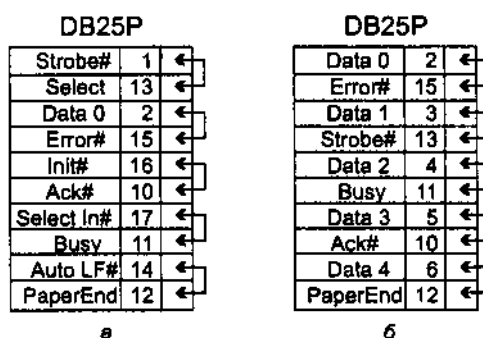 DB25P
Strobe# 1
Select 13
Data 0 2
Error# 15
Init# 16
Ack# 10
Select In# 17
Busy 11
Auto LF# 14
PaperEnd 12
а
DB25P
Data 0 2
Error# 15
Data 1 3
Strobe# 13
Data 2 4
Busy 11
Data 3 5
Ack# 10
Data 4 6
PaperEnd 12
б